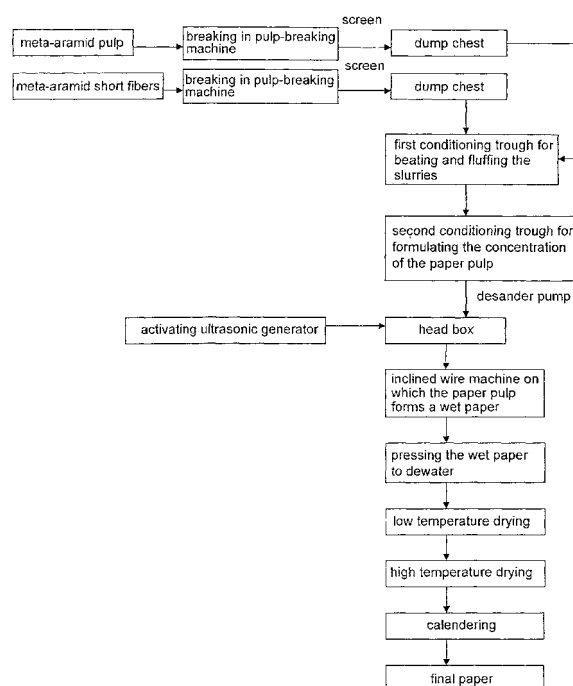 screen
meta-aramid pulp
breaking in pulp-breaking
machine
dump chest
screen
meta-aramid short fibers
breaking in pulp-breaking
machine
dump chest
first conditioning trough for
beating and fluffing the
slurries
second conditioning trough for
formulating the concentration
of the paper pulp
desander pump
activating ultrasonic generator
head box
inclined wire machine on
which the paper pulp
forms a wet paper
pressing the wet paper
to dewater
low temperature drying
high temperature drying
calendering
final paper